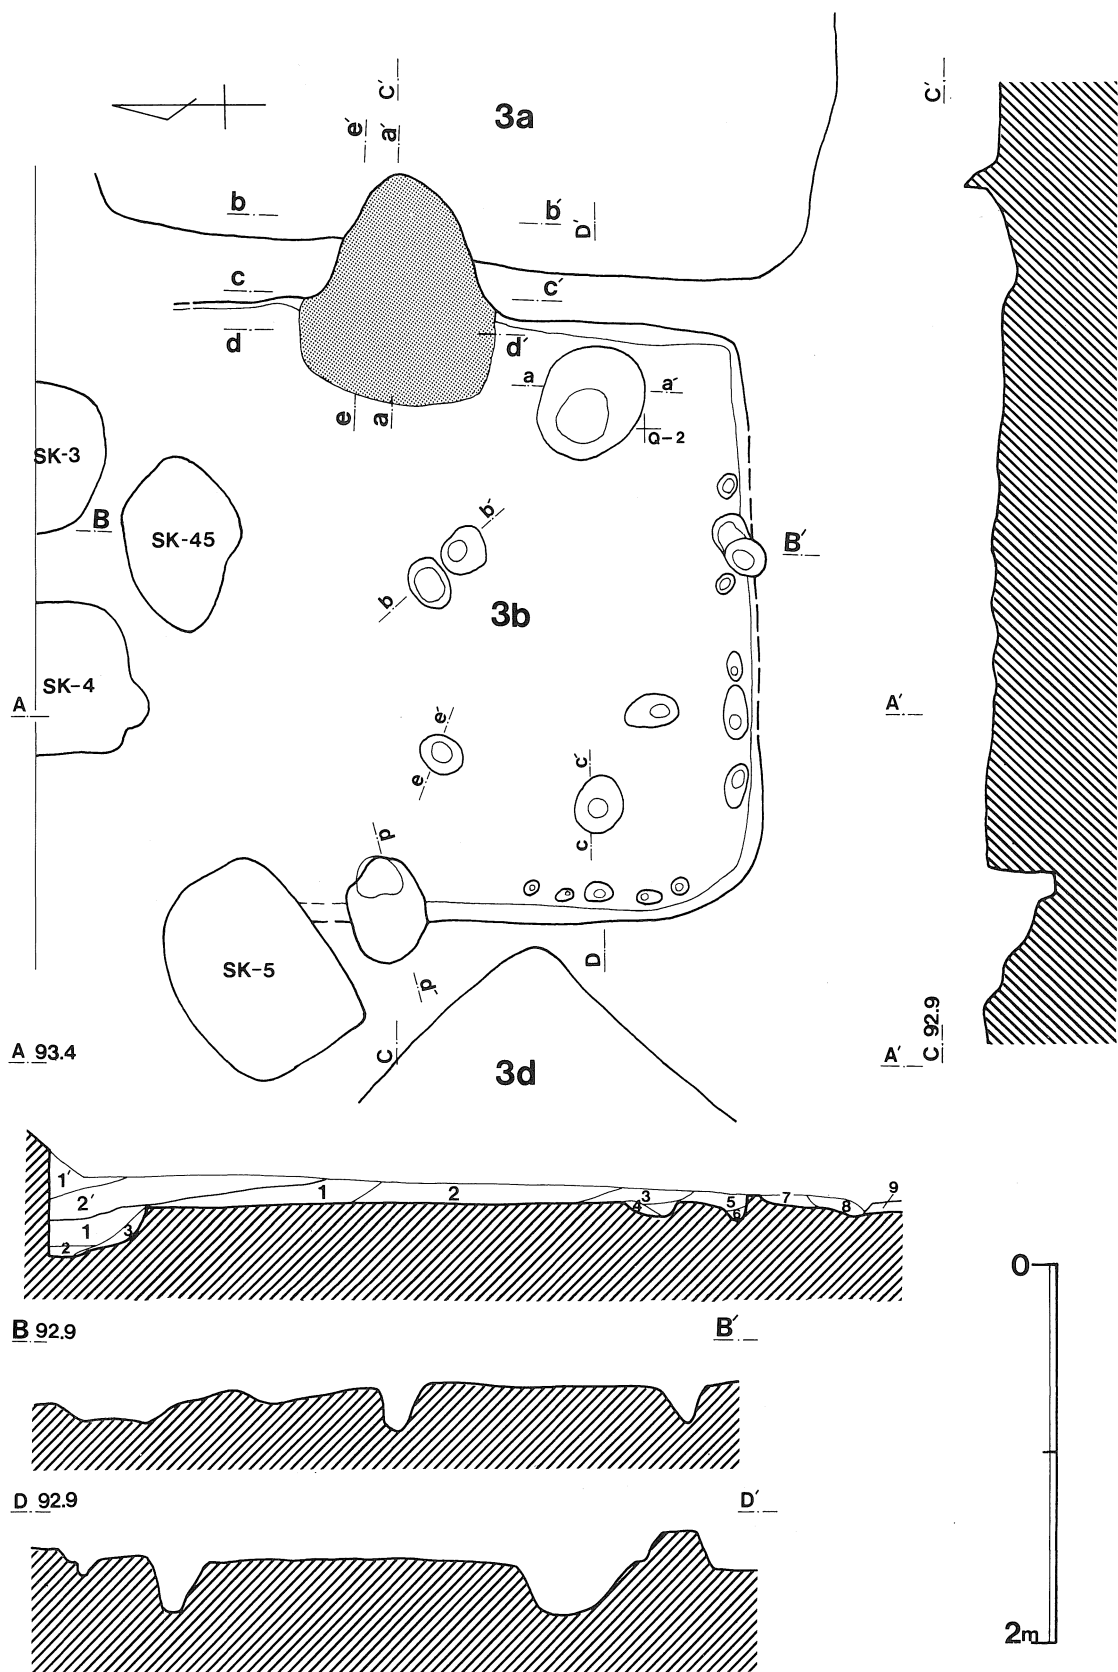 C′
C′
e′
a′
3a
b
b′
D′
c
c′
d
d′
a
a′
e
a
Q-2
SK-3
b′
B
SK-45
B′
b
3b
SK-4
A
A′
e′
c′
e
c
d
SK-5
D
d′
C
C 92.9
A 93.4
A′
3d
1′
2′
1
2
3
1
2
3
4
5
6
7
8
9
0
B 92.9
B′
D 92.9
D′
2m